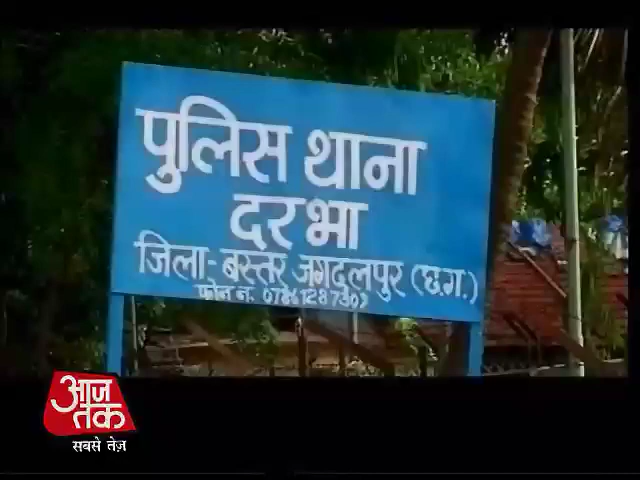 पुलिस थाना
दरभा
जिला- बस्तर जगदलपुर (छ.ग.)
फोन नं.
आज
तक
सबसे तेज़